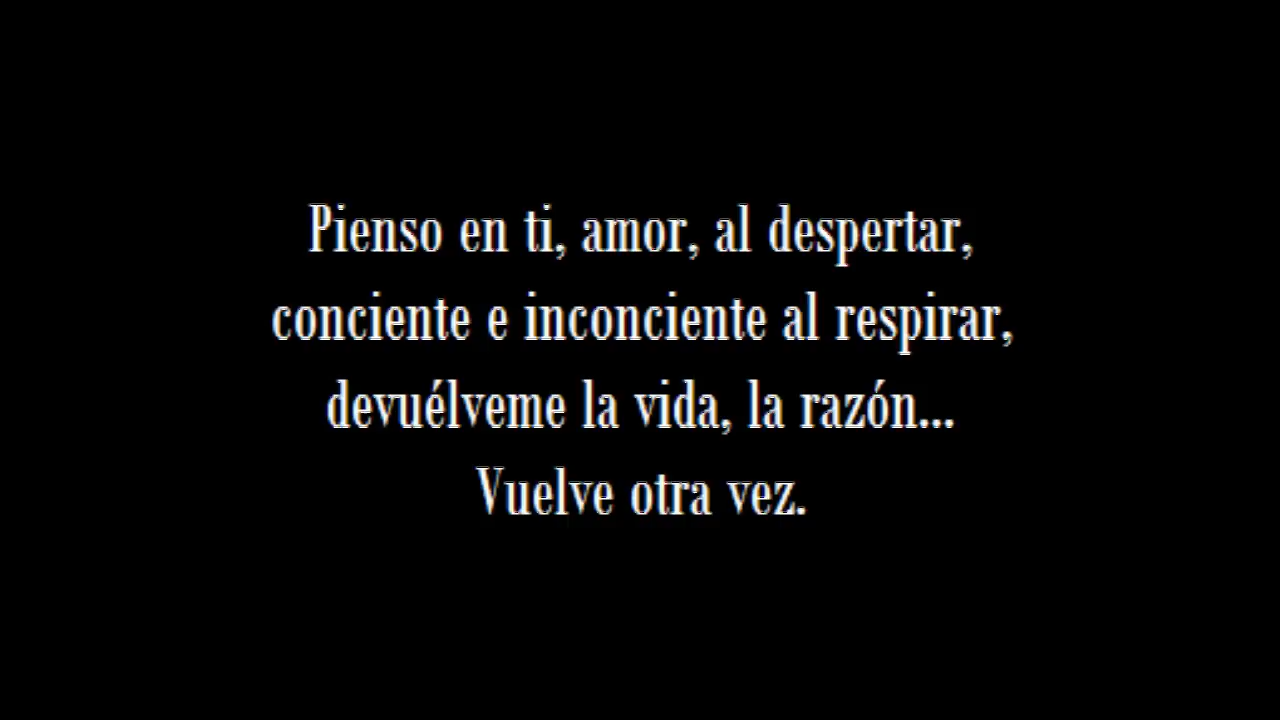 Pienso en ti, amor, al despertar,
conciente e inconciente al respirar,
devuélveme la vida, la razón...
Vuelve otra vez.